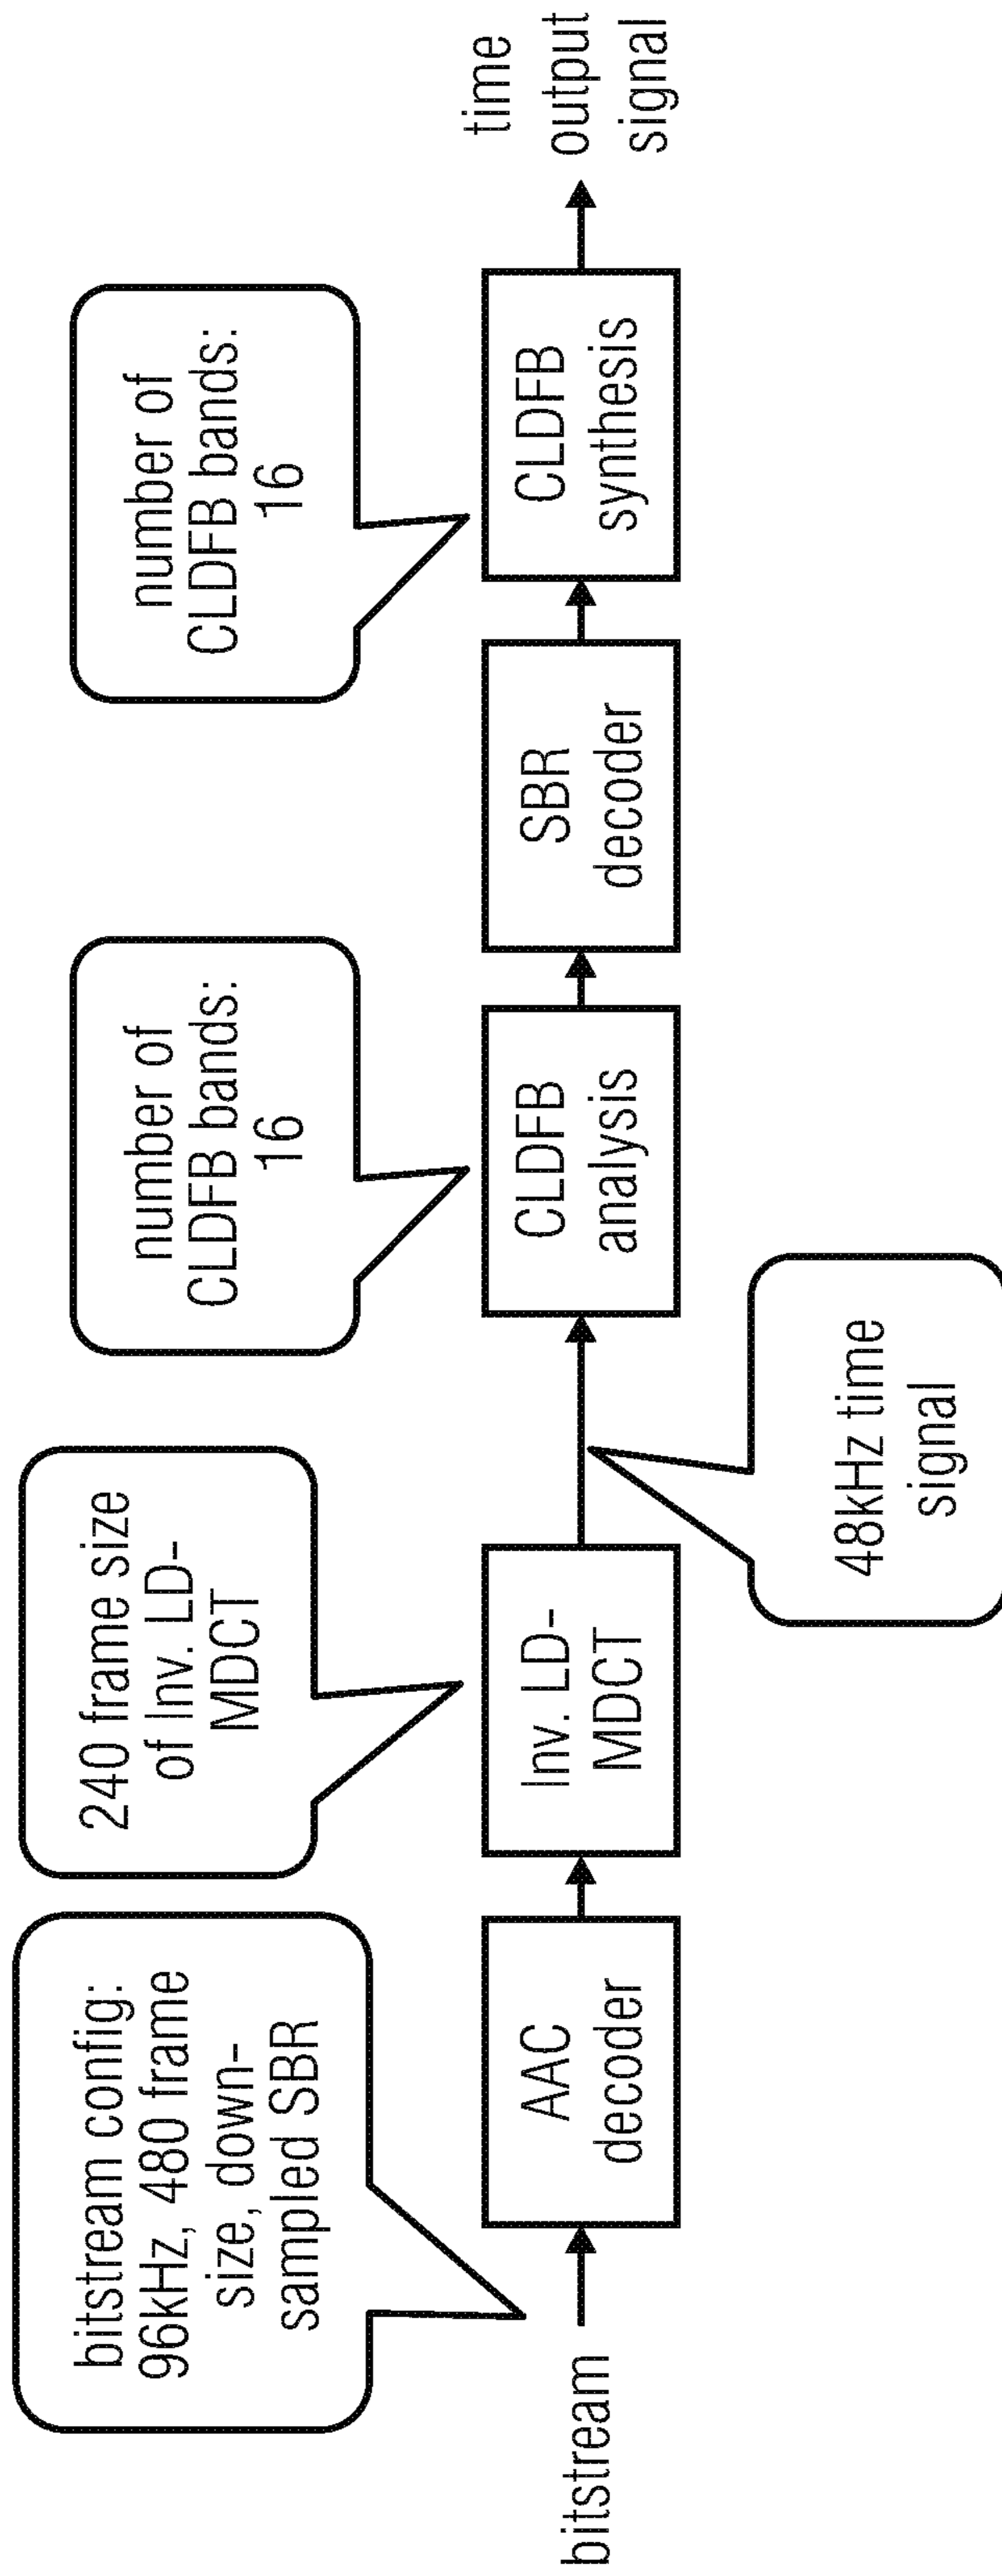 bitstream config:
96kHz, 480 frame
size, down-
sampled SBR
240 frame size
of Inv. LD-
MDCT
number of
CLDFB bands:
16
number of
CLDFB bands:
16
bitstream
AAC
decoder
Inv. LD-
MDCT
CLDFB
analysis
SBR
decoder
CLDFB
synthesis
time
output
signal
48kHz time
signal